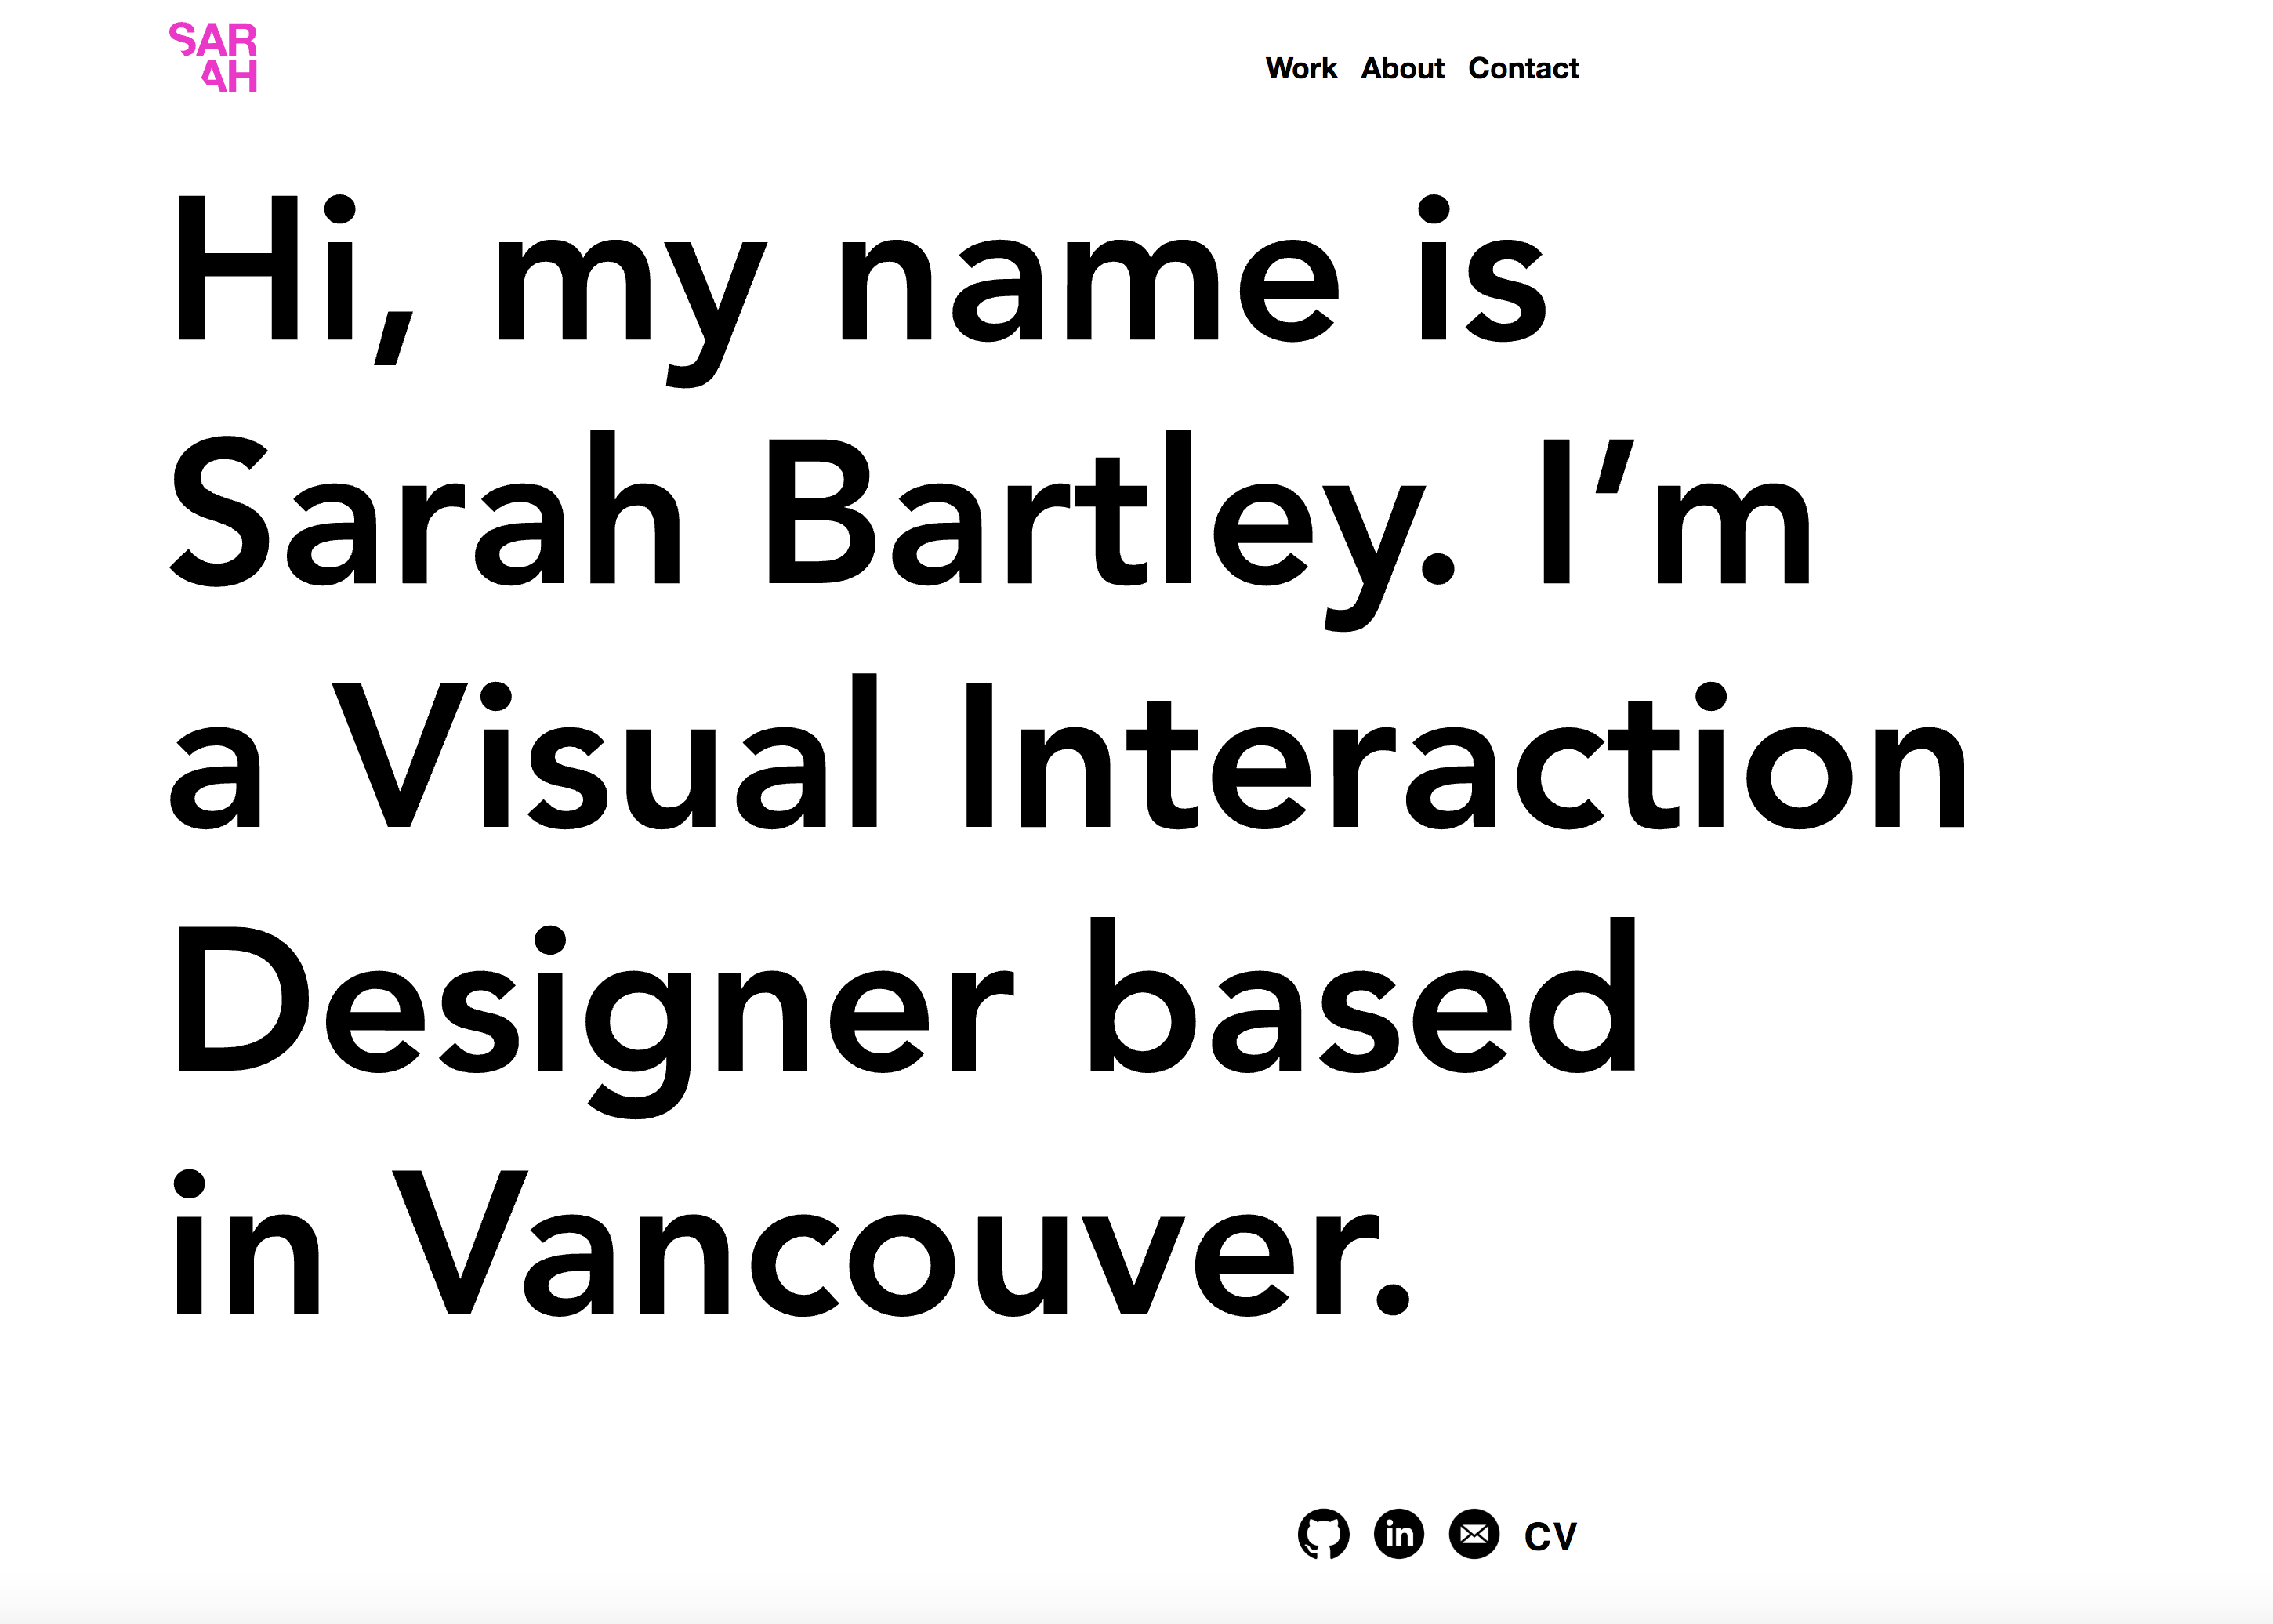 SAR
AH
Work About Contact
Hi, my name is
Sarah Bartley. I’m
a Visual Interaction
Designer based
in Vancouver.
in CV